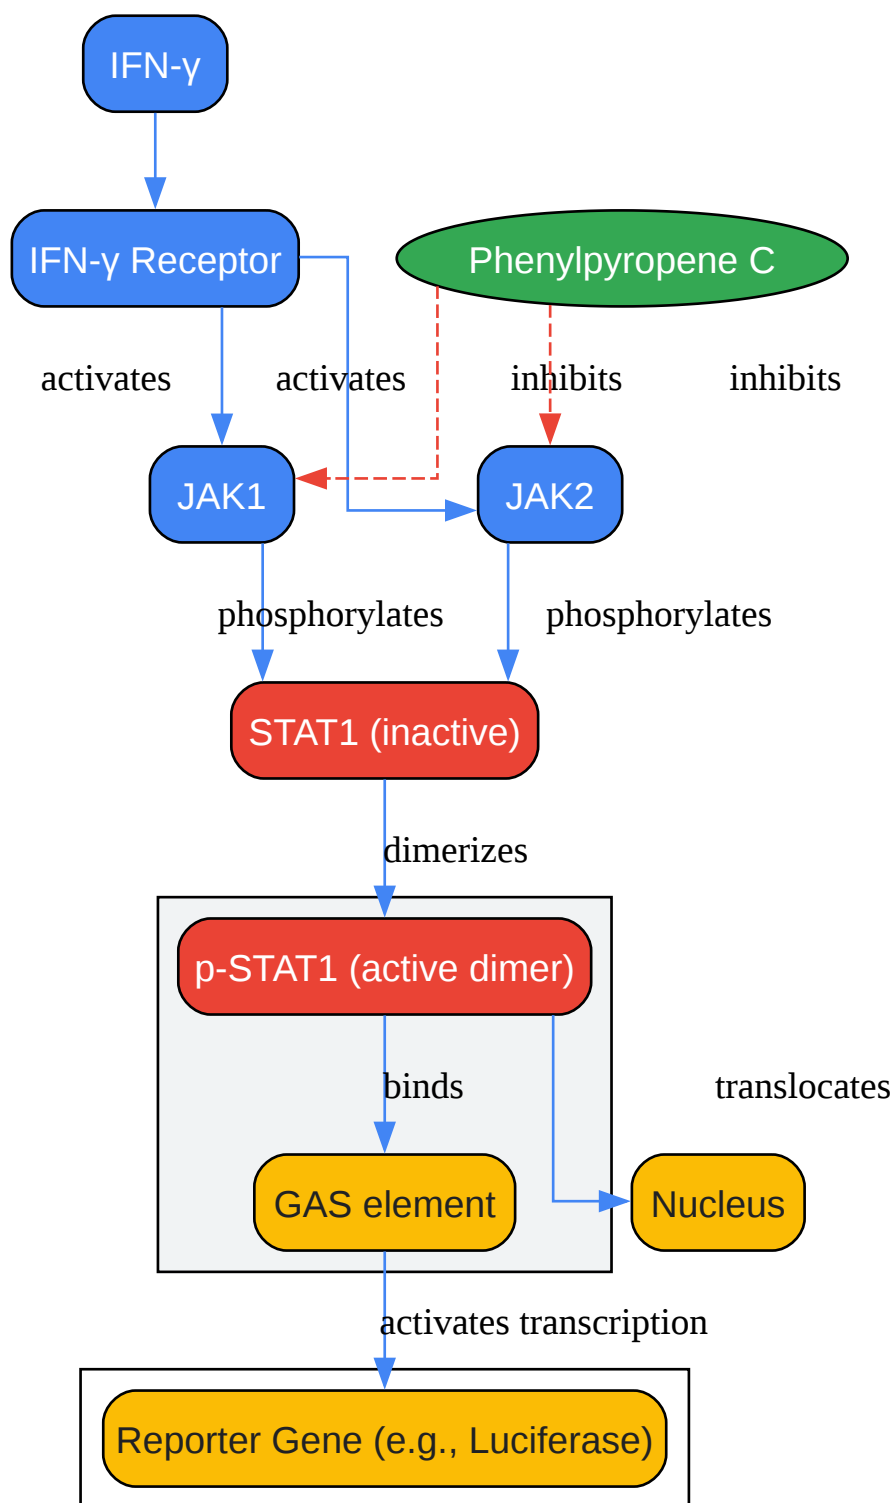 IFN-γ
IFN-γ Receptor
Phenylpyropene C
activates
activates
inhibits
inhibits
JAK1
JAK2
phosphorylates
phosphorylates
STAT1 (inactive)
dimerizes
p-STAT1 (active dimer)
binds
translocates
GAS element
Nucleus
activates transcription
Reporter Gene (e.g., Luciferase)